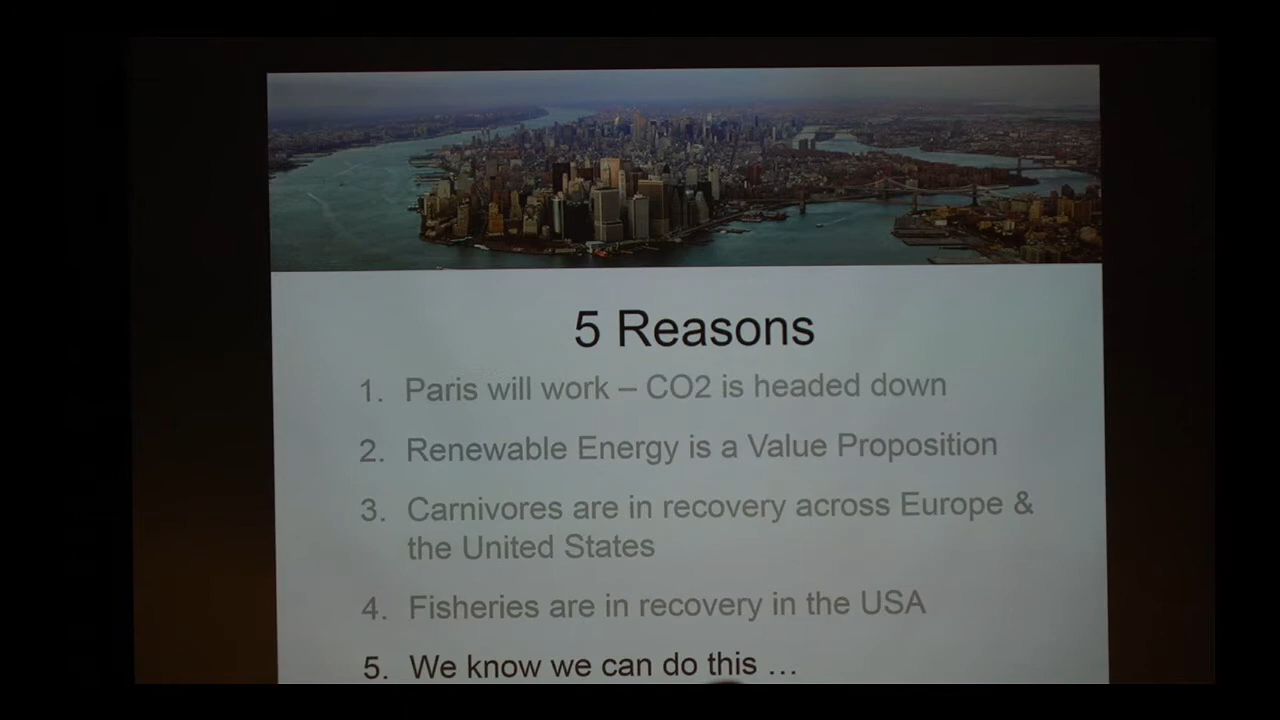 5 Reasons
1. Paris will work – CO2 is headed down
2. Renewable Energy is a Value Proposition
3. Carnivores are in recovery across Europe &
the United States
4. Fisheries are in recovery in the USA
5. We know we can do this …